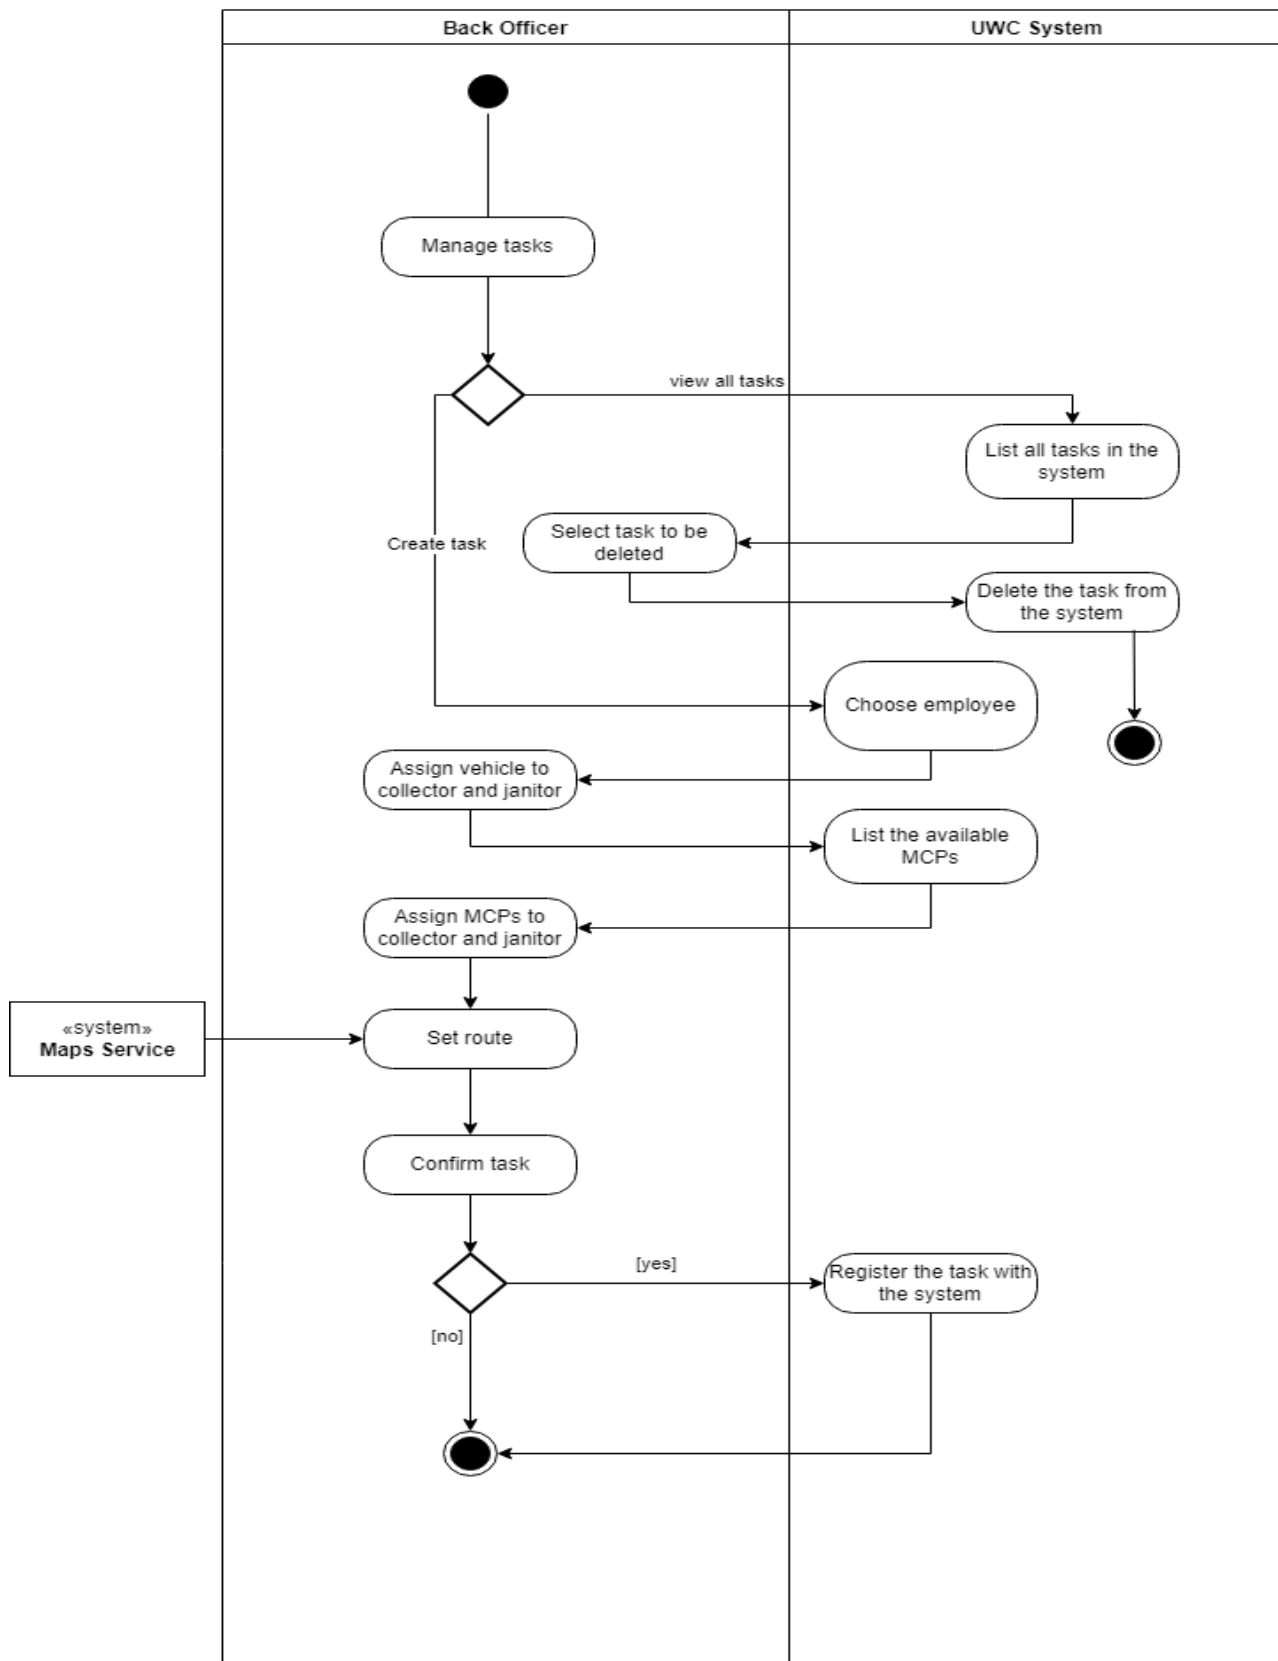 Back Officer
UWC System
Manage tasks
view all tasks
List all tasks in the
system
Create task
Select task to be
deleted
Delete the task from
the system
Choose employee
Assign vehicle to
collector and janitor
List the available
MCPs
Assign MCPs to
collector and janitor
«system»
Maps Service
Set route
Confirm task
[yes]
Register the task with
the system
[no]